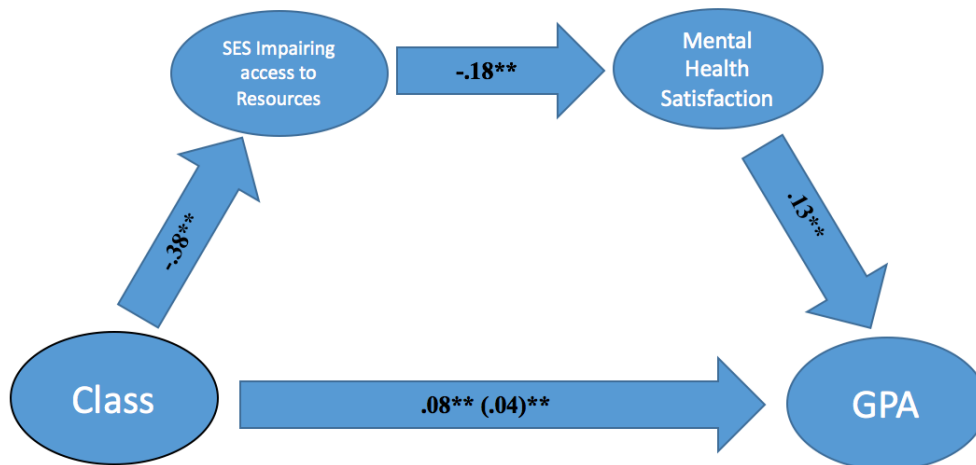 SES Impairing
access to
Resources
-.18**
Mental
Health
Satisfaction
-.38**
.13**
Class
.08** (.04)**
GPA